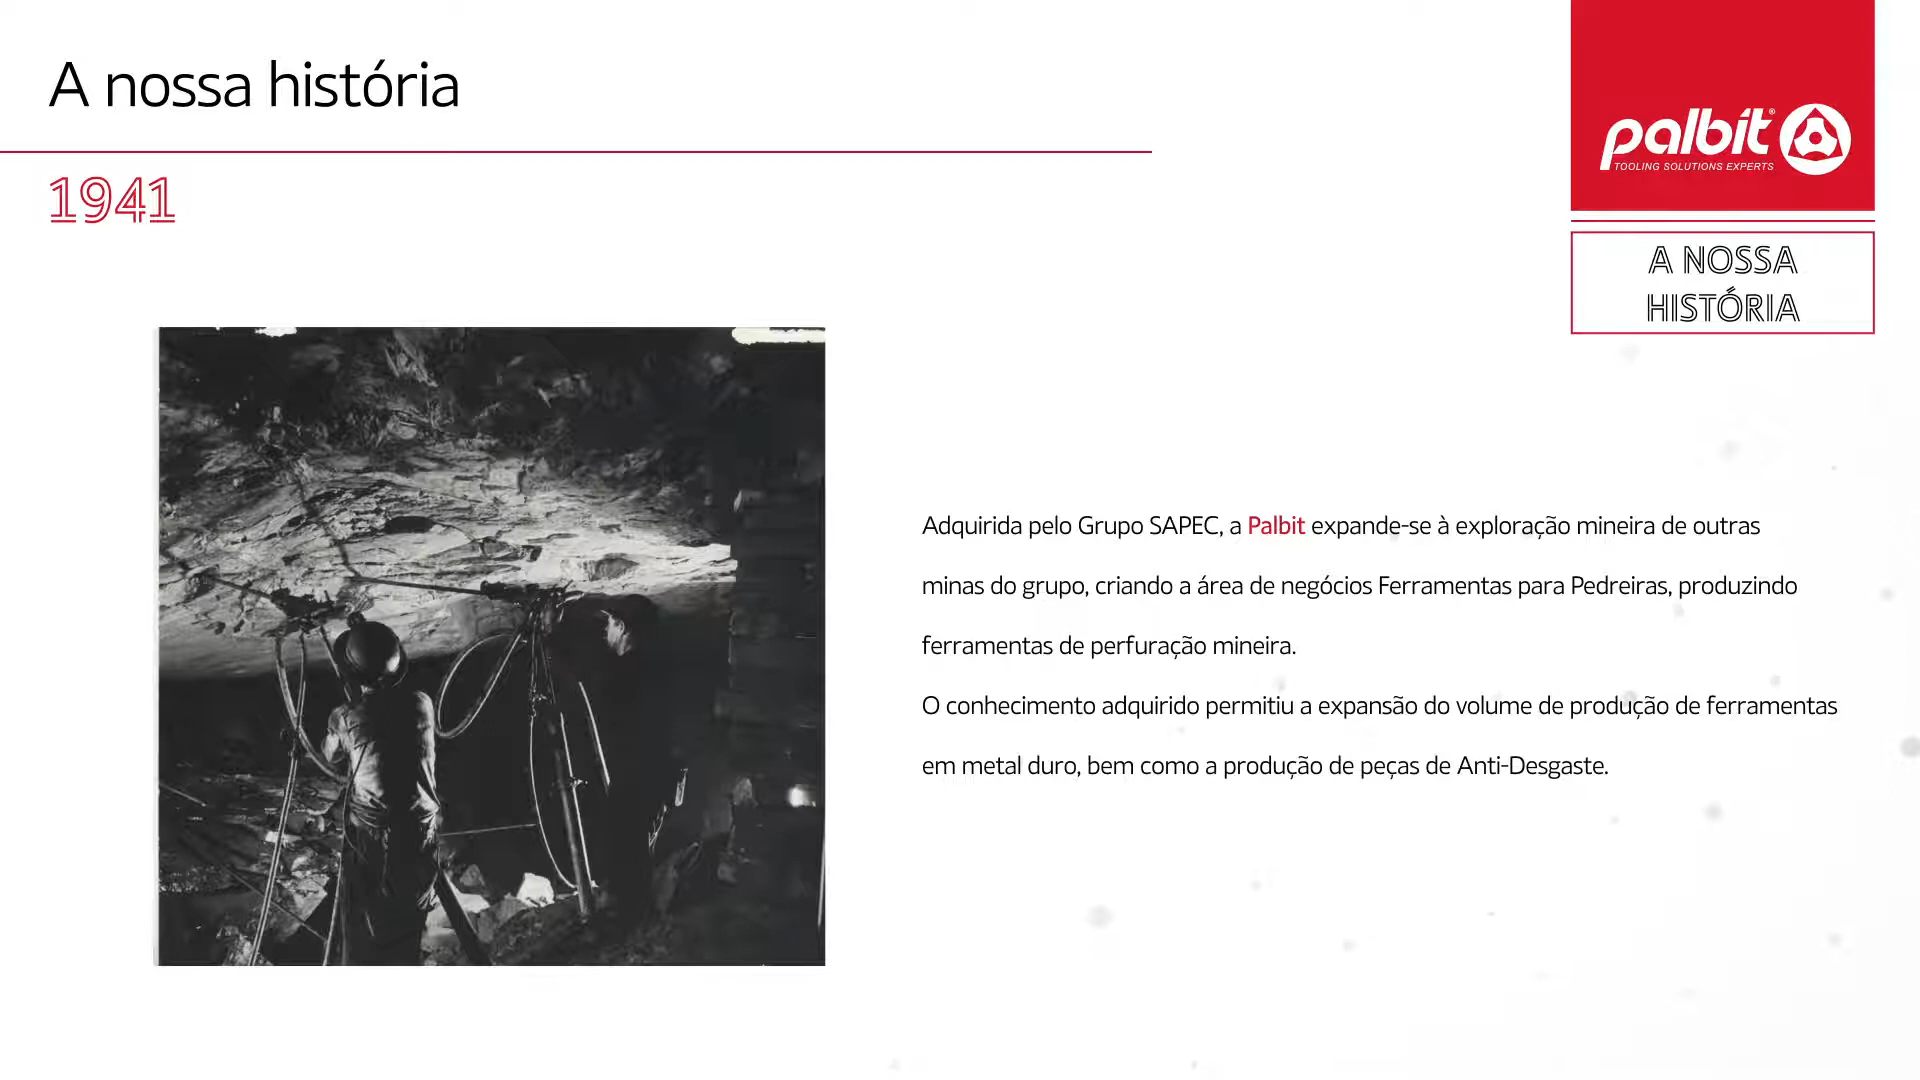 A nossa história
palbit®
TOOLING SOLUTIONS EXPERTS
1941
A NOSSA
HISTÓRIA
Adquirida pelo Grupo SAPEC, a Palbit expande-se à exploração mineira de outras
minas do grupo, criando a área de negócios Ferramentas para Pedreiras, produzindo
ferramentas de perfuração mineira.
O conhecimento adquirido permitiu a expansão do volume de produção de ferramentas
em metal duro, bem como a produção de peças de Anti-Desgaste.